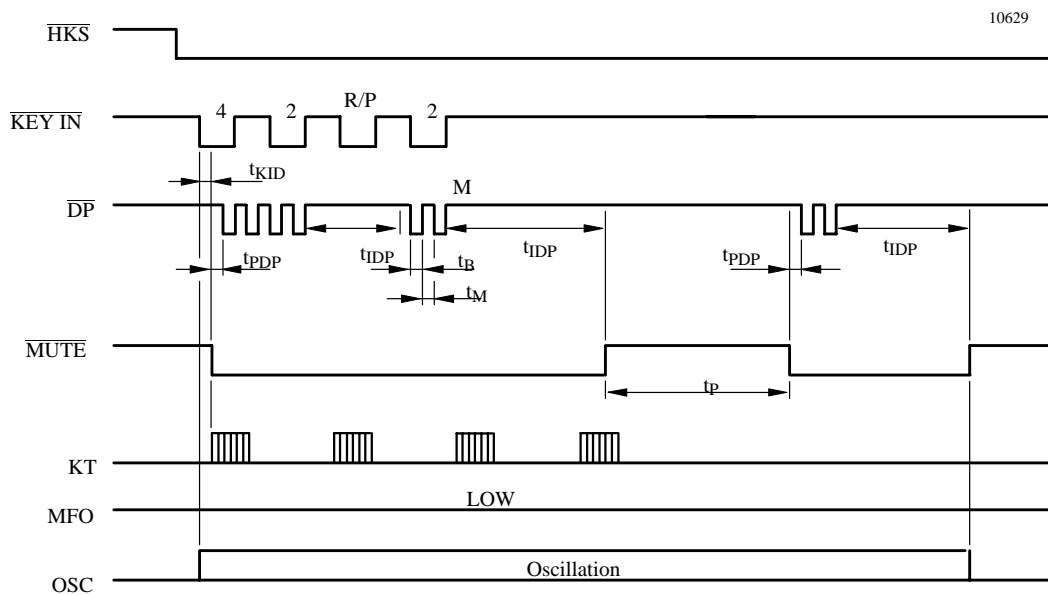 10629
HKS
KEY IN
4
2
R/P
2
tKID
DP
M
tPDP
tIDP
tB
tM
tIDP
tPDP
tIDP
MUTE
tP
KT
MFO
LOW
OSC
Oscillation